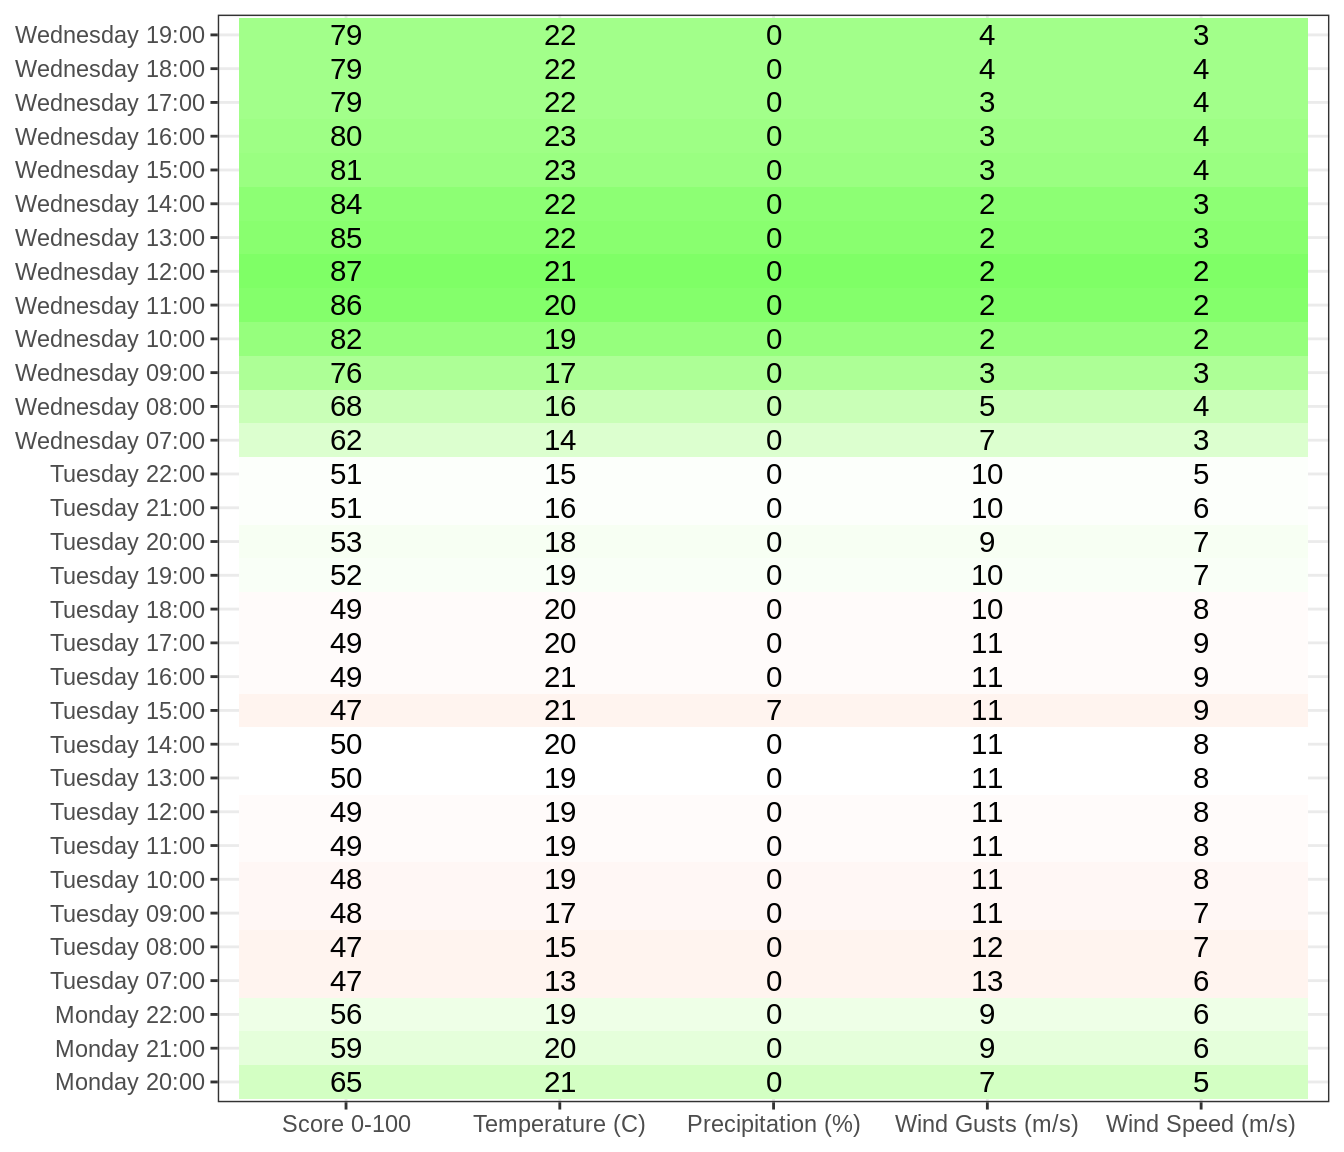 Wednesday 19:00 79 22 0 4 3
Wednesday 18:00 79 22 0 4 4
Wednesday 17:00 79 22 0 3 4
Wednesday 16:00 80 23 0 3 4
Wednesday 15:00 81 23 0 3 4
Wednesday 14:00 84 22 0 2 3
Wednesday 13:00 85 22 0 2 3
Wednesday 12:00 87 21 0 2 2
Wednesday 11:00 86 20 0 2 2
Wednesday 10:00 82 19 0 2 2
Wednesday 09:00 76 17 0 3 3
Wednesday 08:00 68 16 0 5 4
Wednesday 07:00 62 14 0 7 3
Tuesday 22:00 51 15 0 10 5
Tuesday 21:00 51 16 0 10 6
Tuesday 20:00 53 18 0 9 7
Tuesday 19:00 52 19 0 10 7
Tuesday 18:00 49 20 0 10 8
Tuesday 17:00 49 20 0 11 9
Tuesday 16:00 49 21 0 11 9
Tuesday 15:00 47 21 7 11 9
Tuesday 14:00 50 20 0 11 8
Tuesday 13:00 50 19 0 11 8
Tuesday 12:00 49 19 0 11 8
Tuesday 11:00 49 19 0 11 8
Tuesday 10:00 48 19 0 11 8
Tuesday 09:00 48 17 0 11 7
Tuesday 08:00 47 15 0 12 7
Tuesday 07:00 47 13 0 13 6
Monday 22:00 56 19 0 9 6
Monday 21:00 59 20 0 9 6
Monday 20:00 65 21 0 7 5
Score 0-100 Temperature (C) Precipitation (%) Wind Gusts (m/s) Wind Speed (m/s)